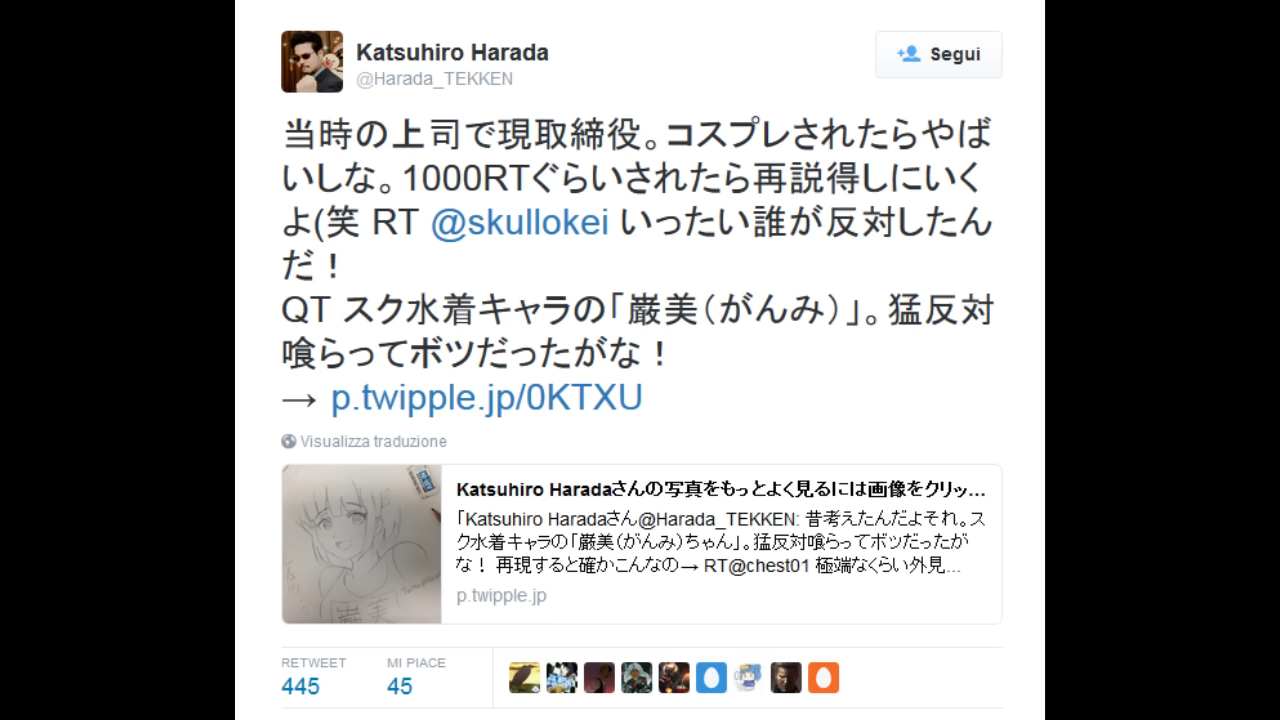 Katsuhiro Harada
@Harada_TEKKEN
Segui
当時の上司で現取締役。コスプレされたらやば
いしな。1000RTぐらいされたら再説得しにいく
よ(笑 RT @skullokei いったい誰が反対したん
だ！
QT スク水着キャラの「巌美（がんみ）」。猛反対
喰らってボツだったがな！
→ p.twipple.jp/0KTXU
Visualizza traduzione
Katsuhiro Haradaさんの写真をもっとよく見るには画像をクリッ...
「Katsuhiro Haradaさん@Harada_TEKKEN: 昔考えたんだよそれ。ス
ク水着キャラの「巌美（がんみ）ちゃん」。猛反対喰らってボツだったが
な！ 再現すると確かこんなの→ RT@chest01 極端なくらい外見...
p.twipple.jp
巌美
RETWEET
MI PIACE
445
45